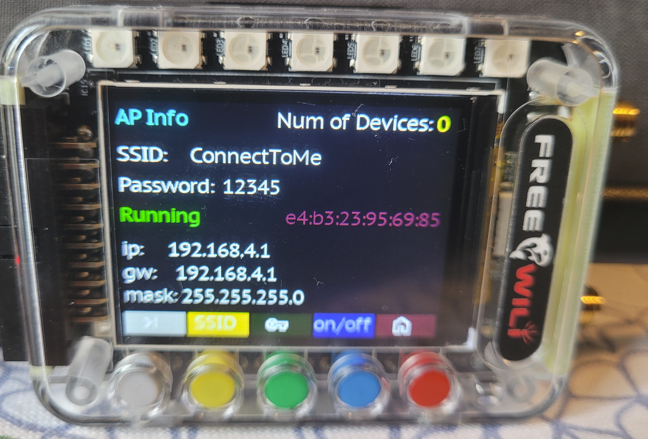 AP Info Num of Devices: 0
SSID: ConnectToMe
Password: 12345
Running e4:b3:23:95:69:85
ip: 192.168.4.1
gw: 192.168.4.1
mask: 255.255.255.0
>| SSID on/off
FREE WILI